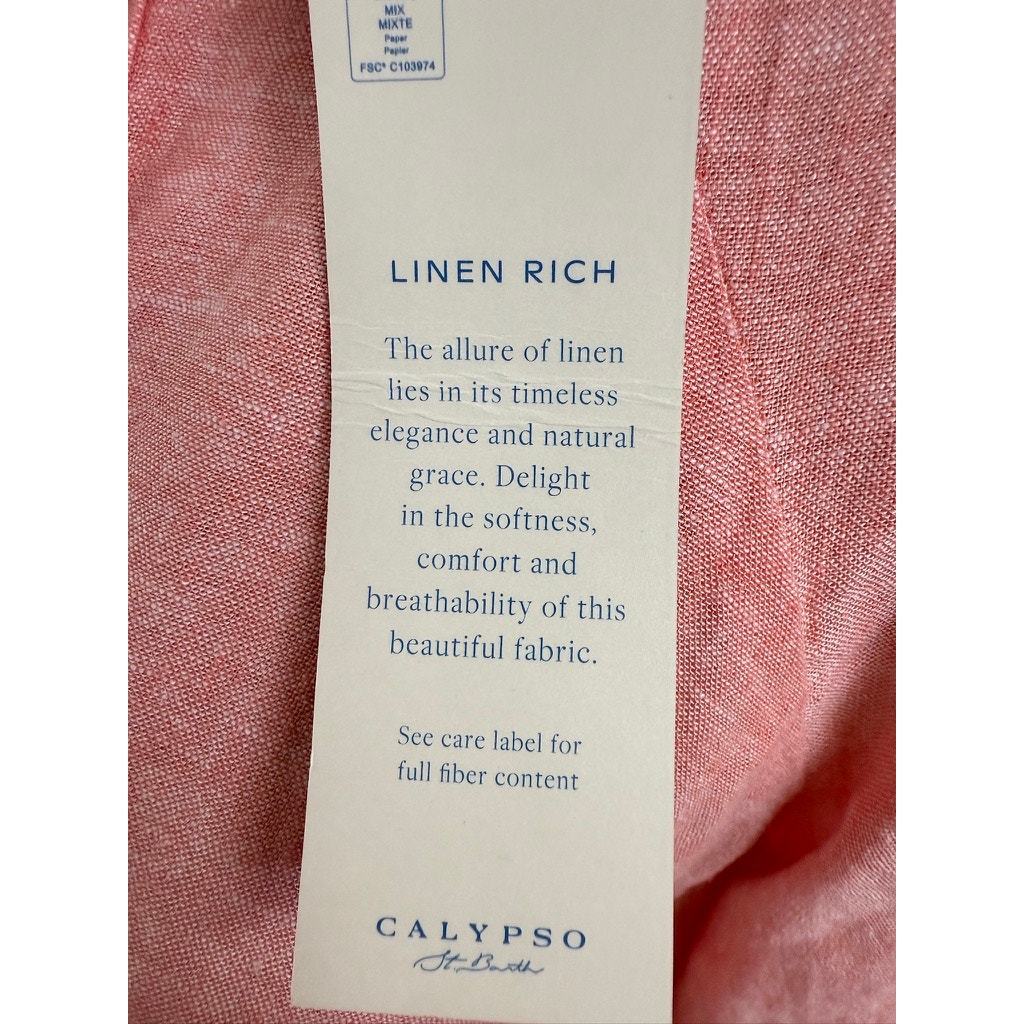 MIX
MIXTE
Paper
Papier
FSC® C103974
LINEN RICH
The allure of linen
lies in its timeless
elegance and natural
grace. Delight
in the softness,
comfort and
breathability of this
beautiful fabric.
See care label for
full fiber content
CALYPSO
St. Barth